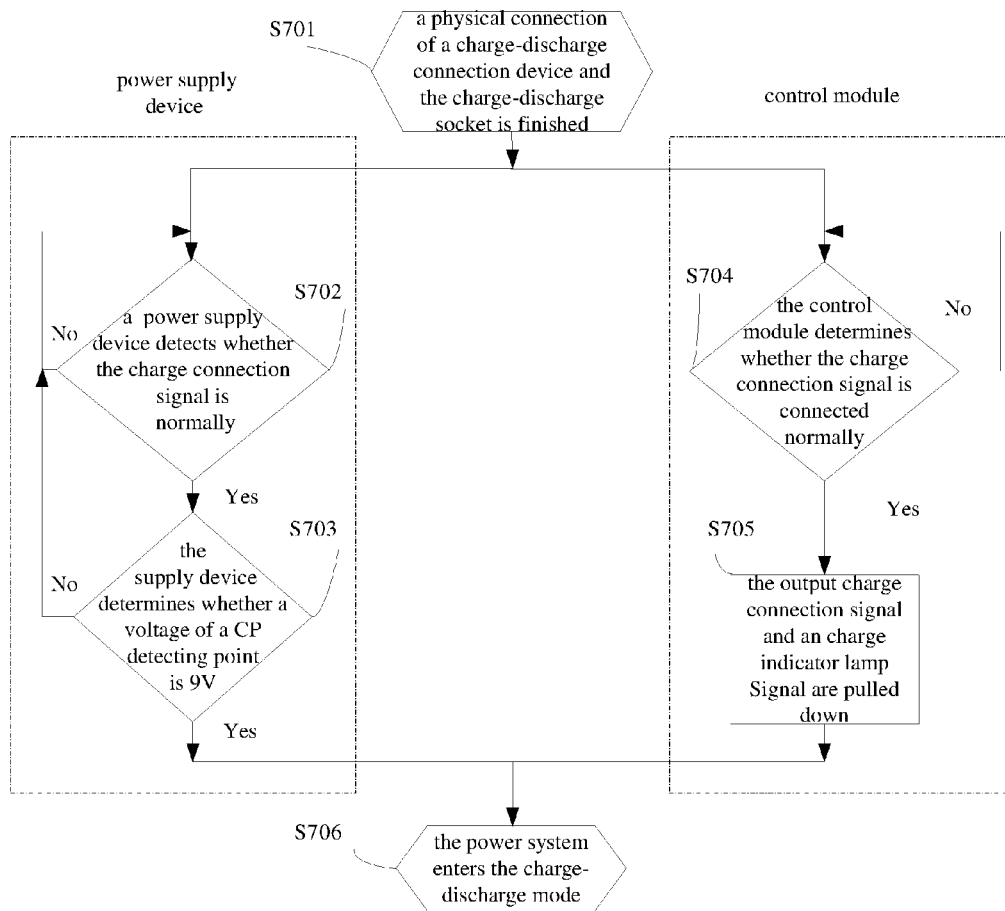 S701
a physical connection
of a charge-discharge
connection device and
the charge-discharge
socket is finished
power supply
device
control module
S702
No
a power supply
device detects whether
the charge connection
signal is
normally
Yes
S703
No
the
supply device
determines whether a
voltage of a CP
detecting point
is 9V
Yes
S704
No
the control
module determines
whether the charge
connection signal is
connected
normally
Yes
S705
the output charge
connection signal
and an charge
indicator lamp
Signal are pulled
down
S706
the power system
enters the charge-
discharge mode